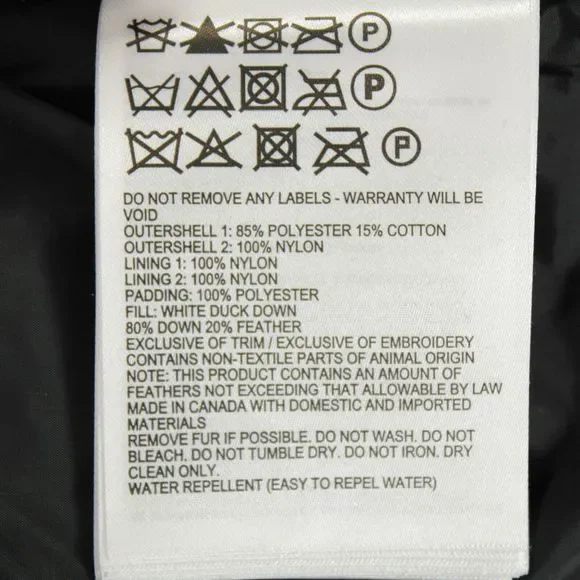 P
P
P
DO NOT REMOVE ANY LABELS - WARRANTY WILL BE
VOID
OUTERSHELL 1: 85% POLYESTER 15% COTTON
OUTERSHELL 2: 100% NYLON
LINING 1: 100% NYLON
LINING 2: 100% NYLON
PADDING: 100% POLYESTER
FILL: WHITE DUCK DOWN
80% DOWN 20% FEATHER
EXCLUSIVE OF TRIM / EXCLUSIVE OF EMBROIDERY
CONTAINS NON-TEXTILE PARTS OF ANIMAL ORIGIN
NOTE: THIS PRODUCT CONTAINS AN AMOUNT OF
FEATHERS NOT EXCEEDING THAT ALLOWABLE BY LAW
MADE IN CANADA WITH DOMESTIC AND IMPORTED
MATERIALS
REMOVE FUR IF POSSIBLE. DO NOT WASH. DO NOT
BLEACH. DO NOT TUMBLE DRY. DO NOT IRON. DRY
CLEAN ONLY.
WATER REPELLENT (EASY TO REPEL WATER)